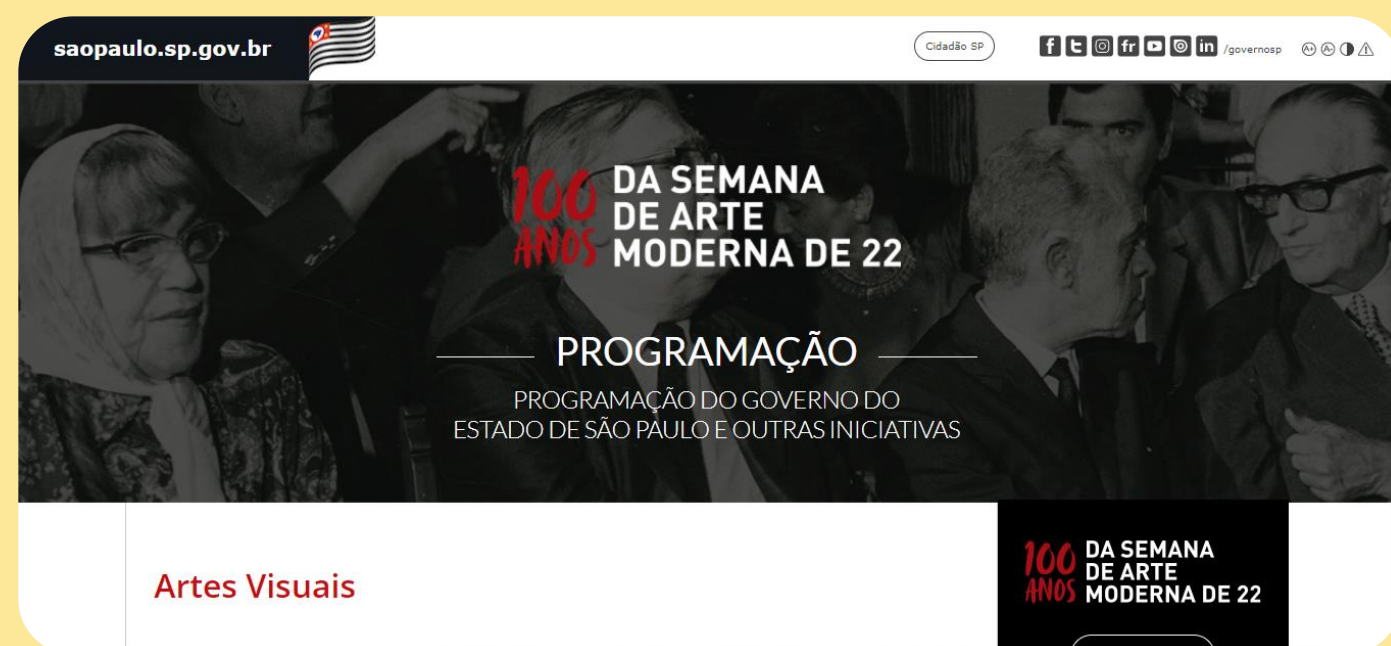 saopaulo.sp.gov.br
Cidadão SP
/governosp
100 ANOS
DA SEMANA
DE ARTE
MODERNA DE 22
PROGRAMAÇÃO
PROGRAMAÇÃO DO GOVERNO DO
ESTADO DE SÃO PAULO E OUTRAS INICIATIVAS
Artes Visuais
100 ANOS
DA SEMANA
DE ARTE
MODERNA DE 22